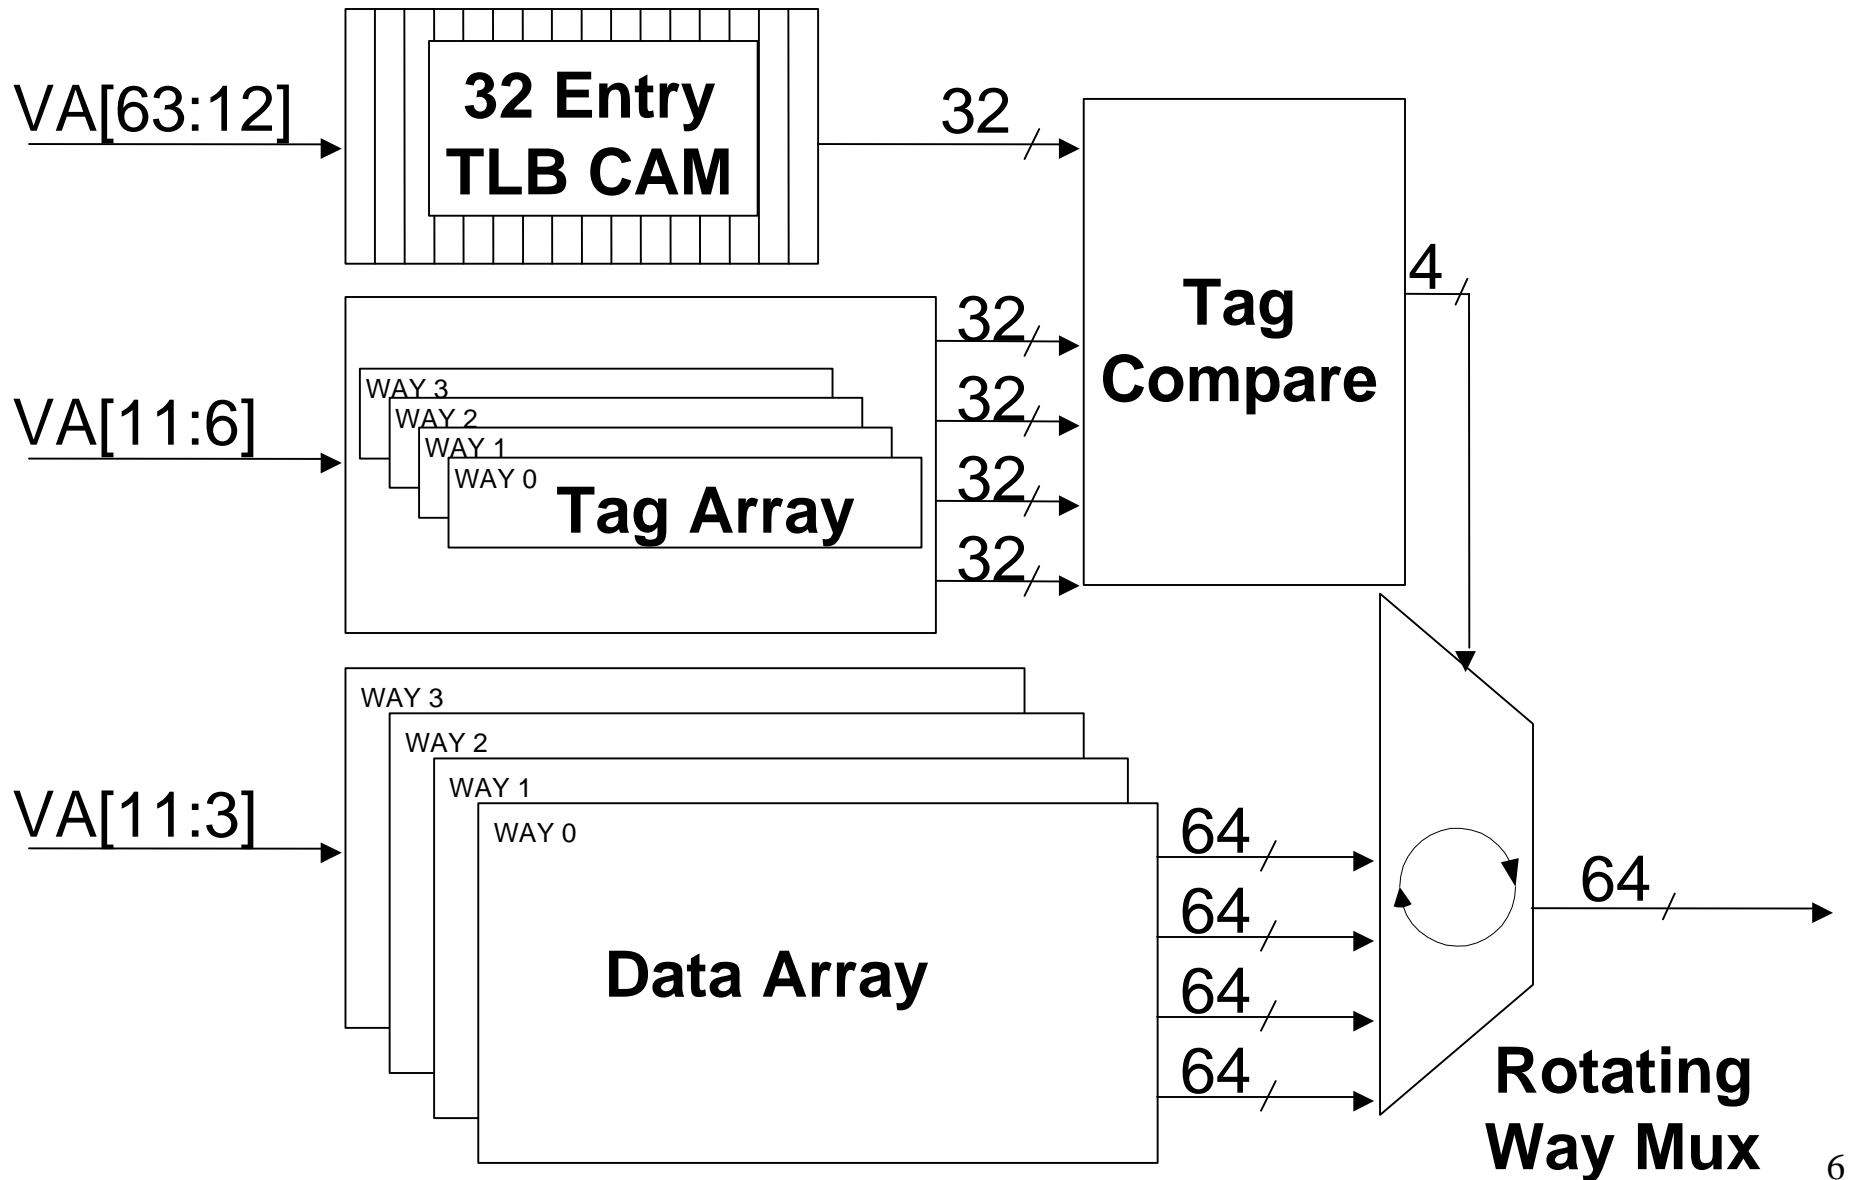 VA[63:12]
32 Entry
TLB CAM
32
Tag
Compare
4
VA[11:6]
WAY 3
WAY 2
WAY 1
WAY 0
Tag Array
32
32
32
32
VA[11:3]
WAY 3
WAY 2
WAY 1
WAY 0
Data Array
64
64
64
64
64
Rotating
Way Mux
6